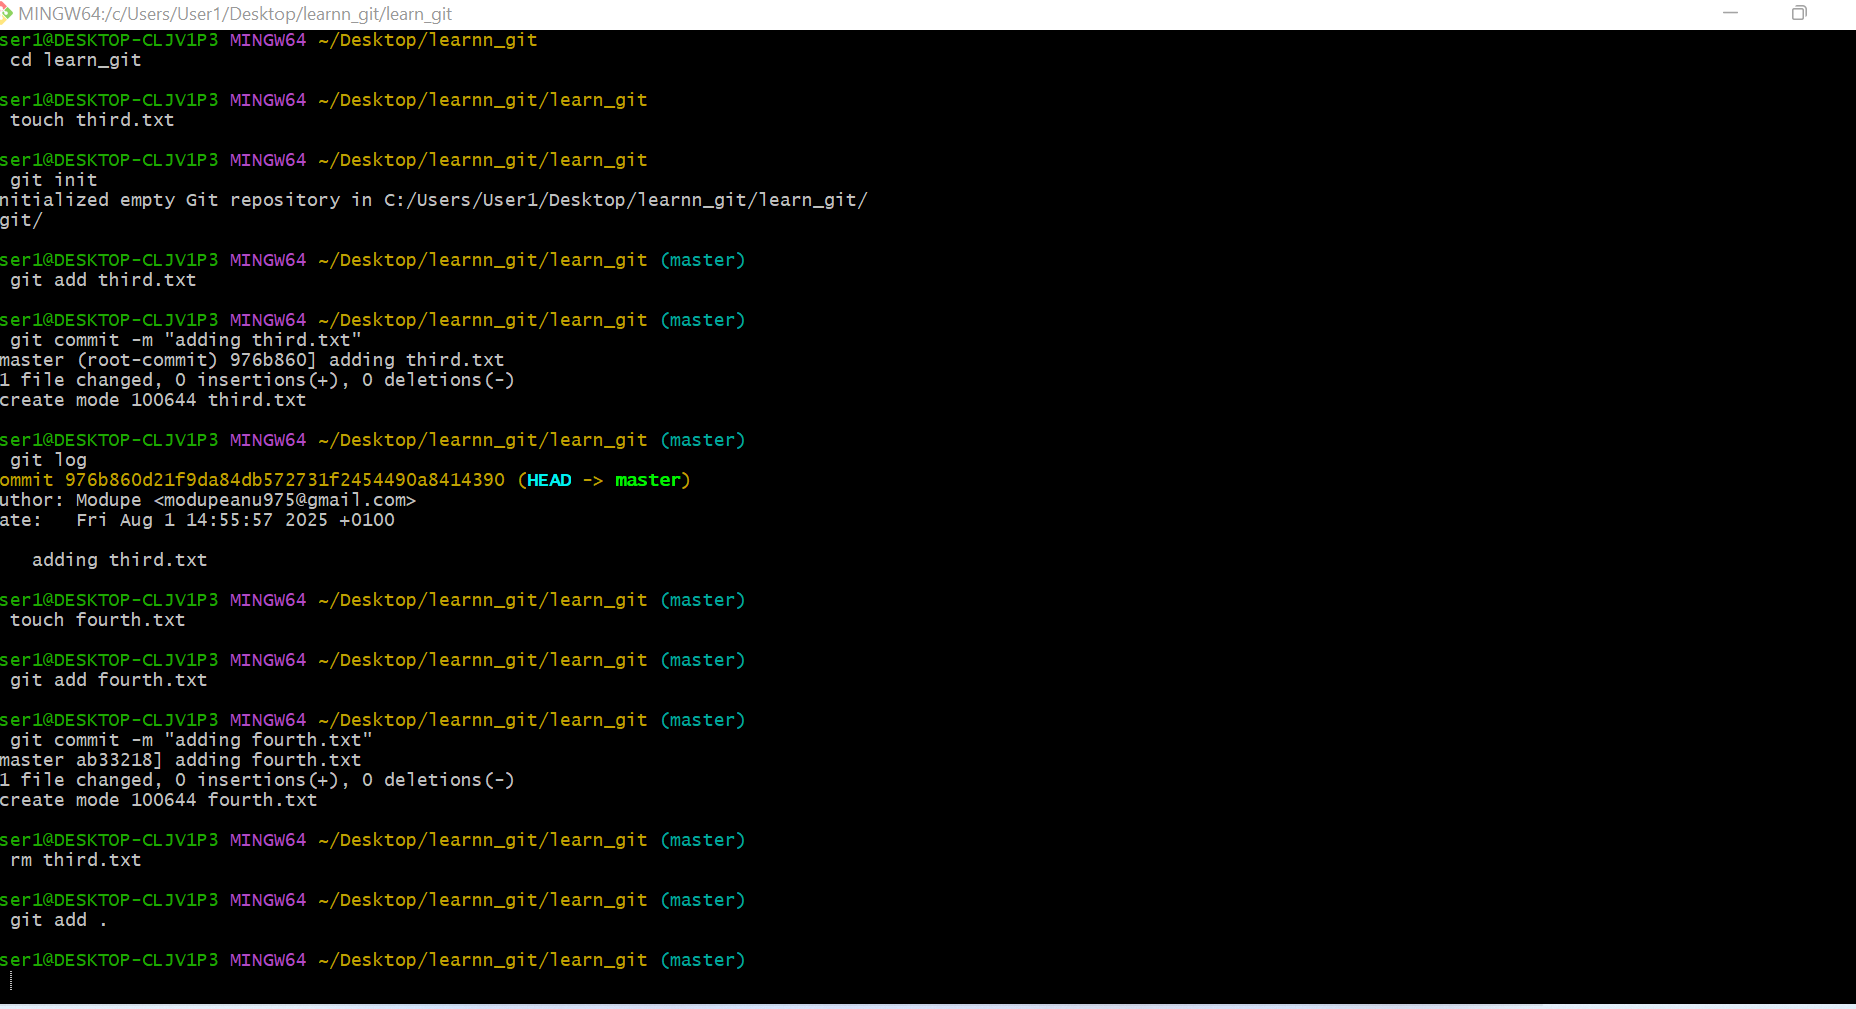 MINGW64:/c/Users/User1/Desktop/learnn_git/learn_git
ser1@DESKTOP-CLJV1P3 MINGW64 ~/Desktop/learnn_git
cd learn_git
ser1@DESKTOP-CLJV1P3 MINGW64 ~/Desktop/learnn_git/learn_git
touch third.txt
ser1@DESKTOP-CLJV1P3 MINGW64 ~/Desktop/learnn_git/learn_git
git init
nitialized empty Git repository in C:/Users/User1/Desktop/learnn_git/learn_git/
git/
ser1@DESKTOP-CLJV1P3 MINGW64 ~/Desktop/learnn_git/learn_git (master)
git add third.txt
ser1@DESKTOP-CLJV1P3 MINGW64 ~/Desktop/learnn_git/learn_git (master)
git commit -m "adding third.txt"
master (root-commit) 976b860] adding third.txt
1 file changed, 0 insertions(+), 0 deletions(-)
create mode 100644 third.txt
ser1@DESKTOP-CLJV1P3 MINGW64 ~/Desktop/learnn_git/learn_git (master)
git log
ommit 976b860d21f9da84db572731f2454490a8414390 (HEAD -> master)
uthor: Modupe <modupeanu975@gmail.com>
ate:   Fri Aug 1 14:55:57 2025 +0100
adding third.txt
ser1@DESKTOP-CLJV1P3 MINGW64 ~/Desktop/learnn_git/learn_git (master)
touch fourth.txt
ser1@DESKTOP-CLJV1P3 MINGW64 ~/Desktop/learnn_git/learn_git (master)
git add fourth.txt
ser1@DESKTOP-CLJV1P3 MINGW64 ~/Desktop/learnn_git/learn_git (master)
git commit -m "adding fourth.txt"
master ab33218] adding fourth.txt
1 file changed, 0 insertions(+), 0 deletions(-)
create mode 100644 fourth.txt
ser1@DESKTOP-CLJV1P3 MINGW64 ~/Desktop/learnn_git/learn_git (master)
rm third.txt
ser1@DESKTOP-CLJV1P3 MINGW64 ~/Desktop/learnn_git/learn_git (master)
git add .
ser1@DESKTOP-CLJV1P3 MINGW64 ~/Desktop/learnn_git/learn_git (master)